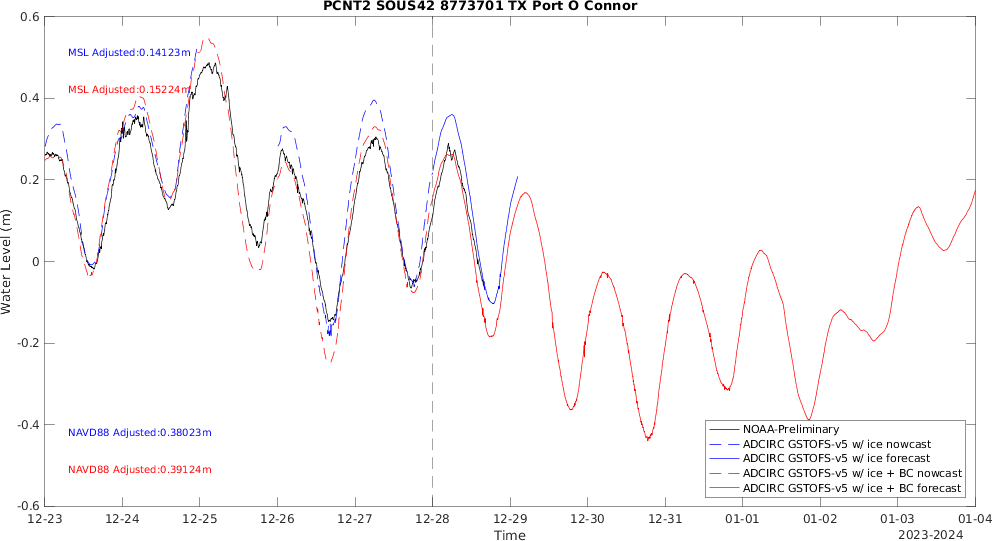 PCNT2 SOUS42 8773701 TX Port O Connor
0.6
0.4
0.2
0
-0.2
-0.4
-0.6
Water Level (m)
MSL Adjusted:0.14123m
MSL Adjusted:0.15224m
NAVD88 Adjusted:0.38023m
NAVD88 Adjusted:0.39124m
NOAA-Preliminary
ADCIRC GSTOFS-v5 w/ ice nowcast
ADCIRC GSTOFS-v5 w/ ice forecast
ADCIRC GSTOFS-v5 w/ ice + BC nowcast
ADCIRC GSTOFS-v5 w/ ice + BC forecast
12-23 12-24 12-25 12-26 12-27 12-28 12-29 12-30 12-31 01-01 01-02 01-03 01-04
Time
2023-2024